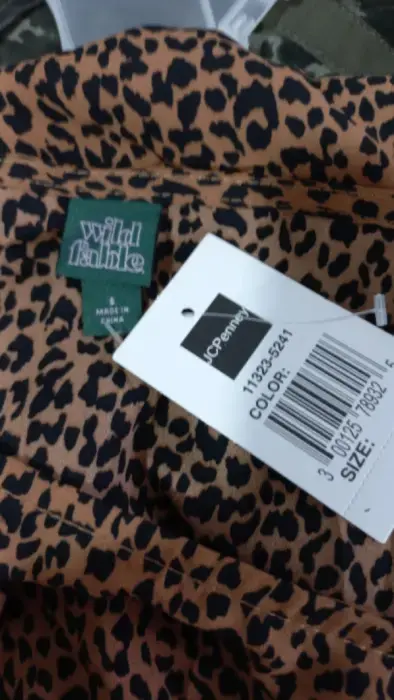 wild
fable
S
MADE IN
CHINA
JCPenney
11323-5241
COLOR:
3 00125 78932 5
SIZE: